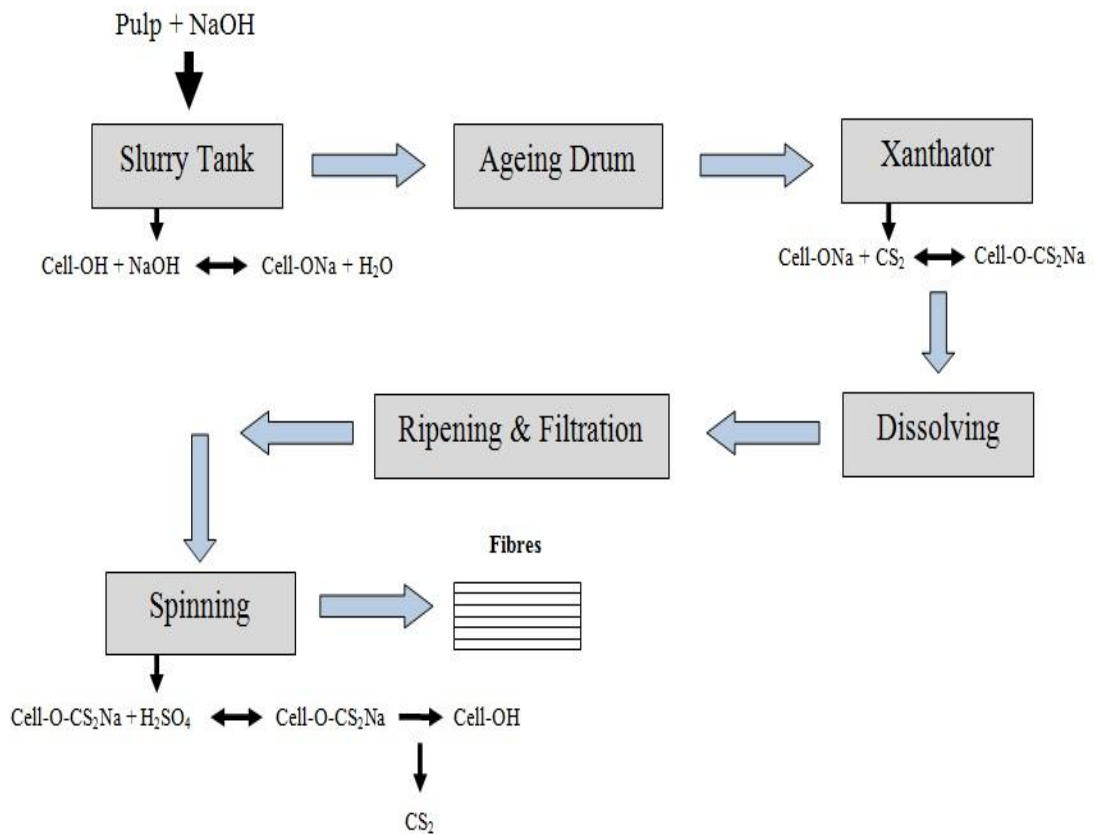 Pulp + NaOH
Slurry Tank
Ageing Drum
Xanthator
Cell-OH + NaOH ↔ Cell-ONa + H₂O
Cell-ONa + CS₂ ↔ Cell-O-CS₂Na
Ripening & Filtration
Dissolving
Fibres
Spinning
Cell-O-CS₂Na + H₂SO₄ ↔ Cell-O-CS₂Na → Cell-OH
CS₂